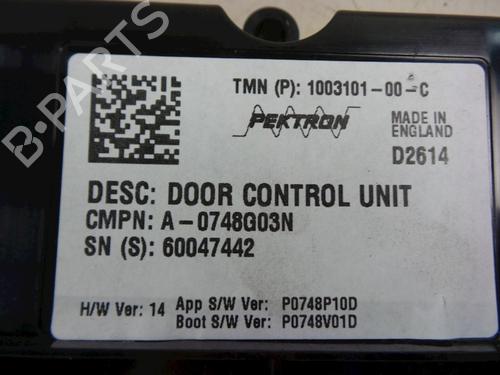 TMN (P): 1003101-00-C
PEKTRON
MADE IN
ENGLAND
D2614
DESC: DOOR CONTROL UNIT
CMPN: A-0748G03N
SN (S): 60047442
H/W Ver: 14 App S/W Ver: P0748P10D
Boot S/W Ver: P0748V01D
B-PARTS